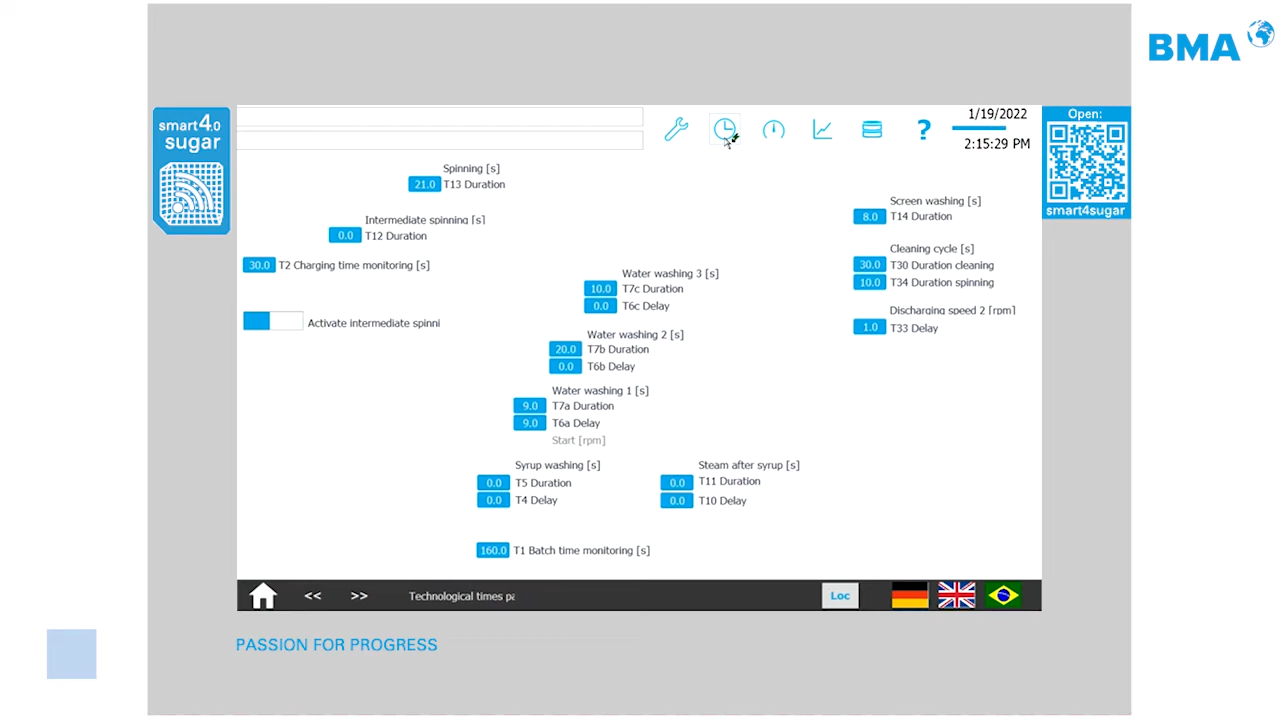 BMA
smart4.0
sugar
1/19/2022
2:15:29 PM
?
Open:
smart4sugar
Spinning [s]
21.0 T13 Duration
Intermediate spinning [s]
0.0 T12 Duration
30.0 T2 Charging time monitoring [s]
Activate intermediate spinni
Water washing 3 [s]
10.0 T7c Duration
0.0 T6c Delay
Water washing 2 [s]
20.0 T7b Duration
0.0 T6b Delay
Water washing 1 [s]
9.0 T7a Duration
9.0 T6a Delay
Start [rpm]
Syrup washing [s]
0.0 T5 Duration
0.0 T4 Delay
Steam after syrup [s]
0.0 T11 Duration
0.0 T10 Delay
160.0 T1 Batch time monitoring [s]
Screen washing [s]
8.0 T14 Duration
Cleaning cycle [s]
30.0 T30 Duration cleaning
10.0 T34 Duration spinning
Discharging speed 2 [rpm]
1.0 T33 Delay
<< >> Technological times pa Loc
PASSION FOR PROGRESS